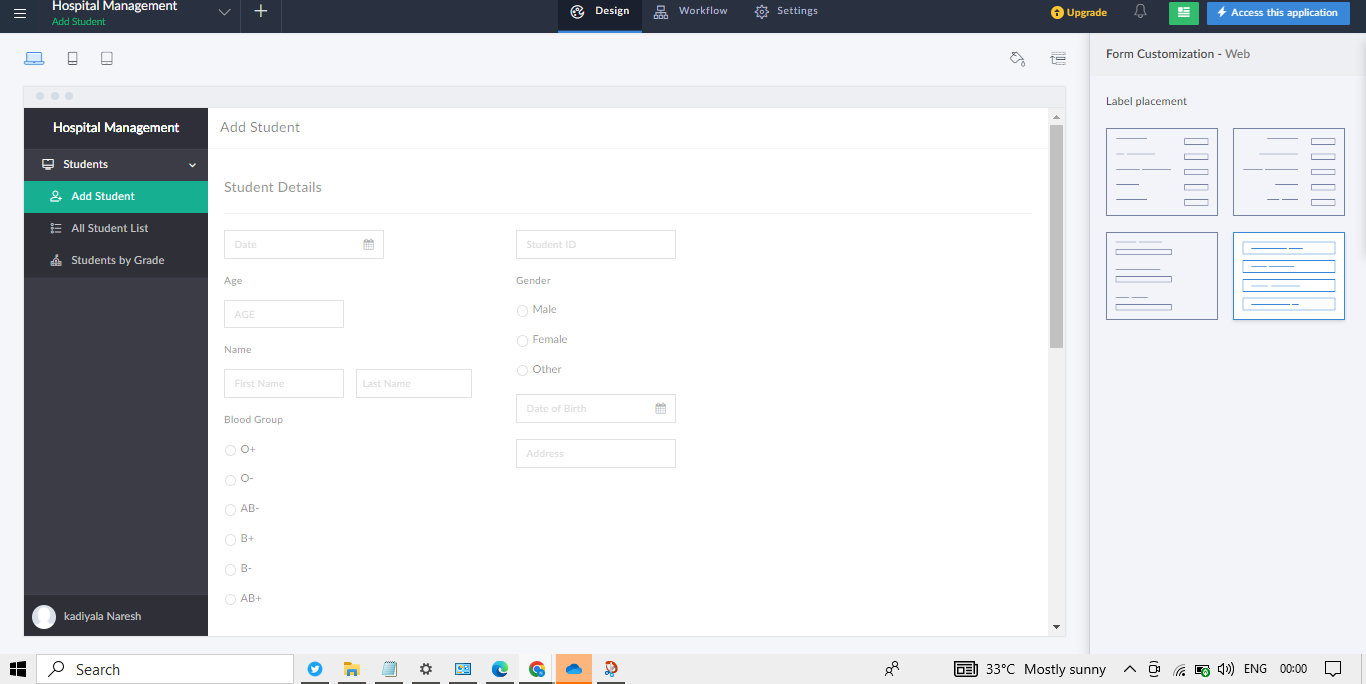 Hospital Management
Add Student
Design
Workflow
Settings
Upgrade
Access this application
Form Customization - Web
Label placement
Hospital Management
Students
Add Student
All Student List
Students by Grade
kadiyala Naresh
Add Student
Student Details
Date
Student ID
Age
AGE
Gender
Male
Female
Other
Name
First Name
Last Name
Date of Birth
Blood Group
Address
O+
O-
AB-
B+
B-
AB+
Search
33°C Mostly sunny
ENG
00:00